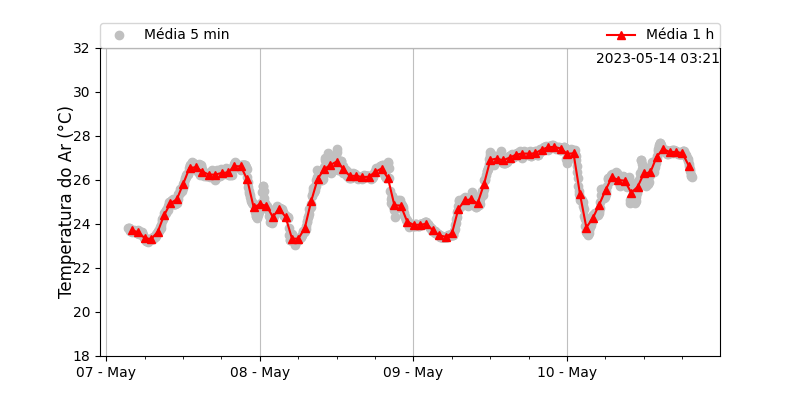 Média 5 min
Média 1 h
2023-05-14 03:21
Temperatura do Ar (°C)
32
30
28
26
24
22
20
18
07 - May
08 - May
09 - May
10 - May